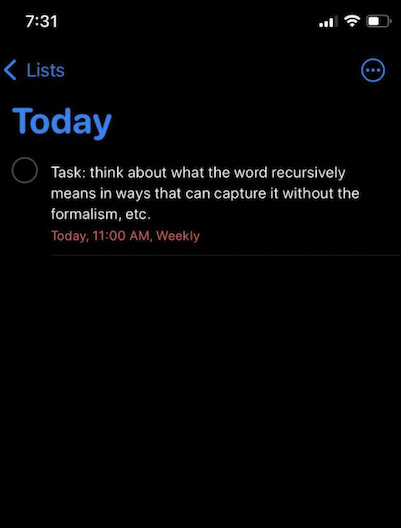 7:31
Lists
Today
Task: think about what the word recursively
means in ways that can capture it without the
formalism, etc.
Today, 11:00 AM, Weekly